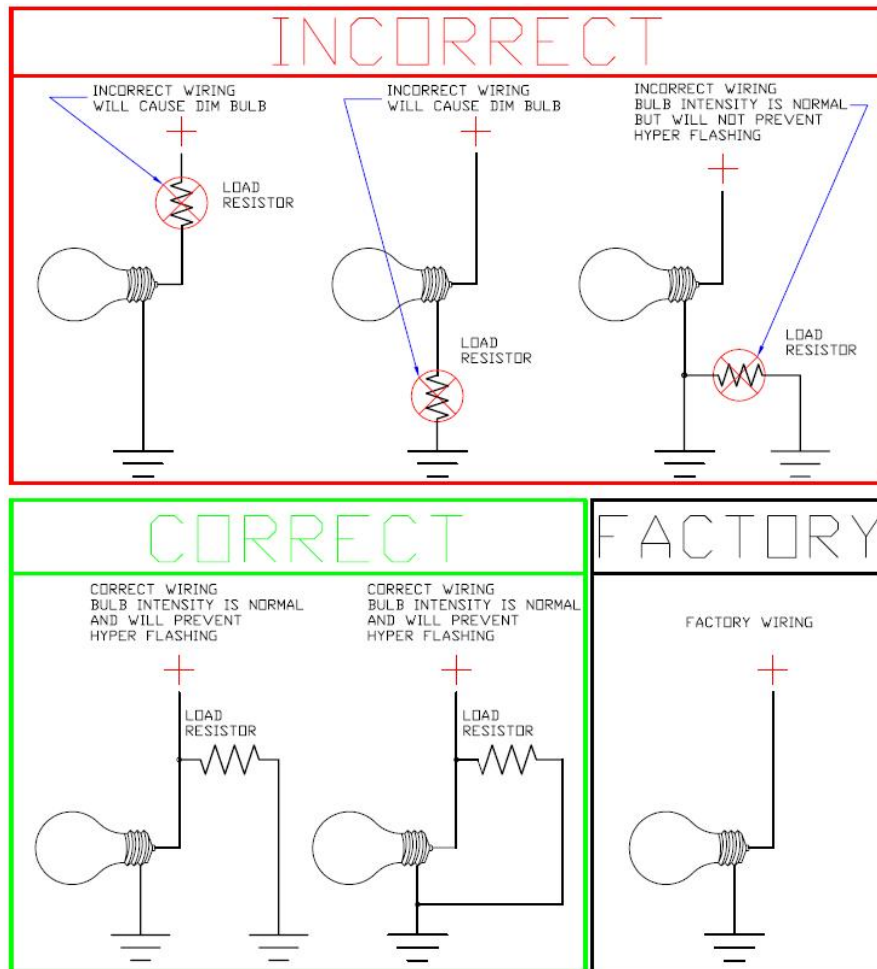 INCORRECT
INCORRECT WIRING
WILL CAUSE DIM BULB
LOAD
RESISTOR
INCORRECT WIRING
WILL CAUSE DIM BULB
LOAD
RESISTOR
INCORRECT WIRING
BULB INTENSITY IS NORMAL
BUT WILL NOT PREVENT
HYPER FLASHING
LOAD
RESISTOR
CORRECT
CORRECT WIRING
BULB INTENSITY IS NORMAL
AND WILL PREVENT
HYPER FLASHING
LOAD
RESISTOR
CORRECT WIRING
BULB INTENSITY IS NORMAL
AND WILL PREVENT
HYPER FLASHING
LOAD
RESISTOR
FACTORY
FACTORY WIRING